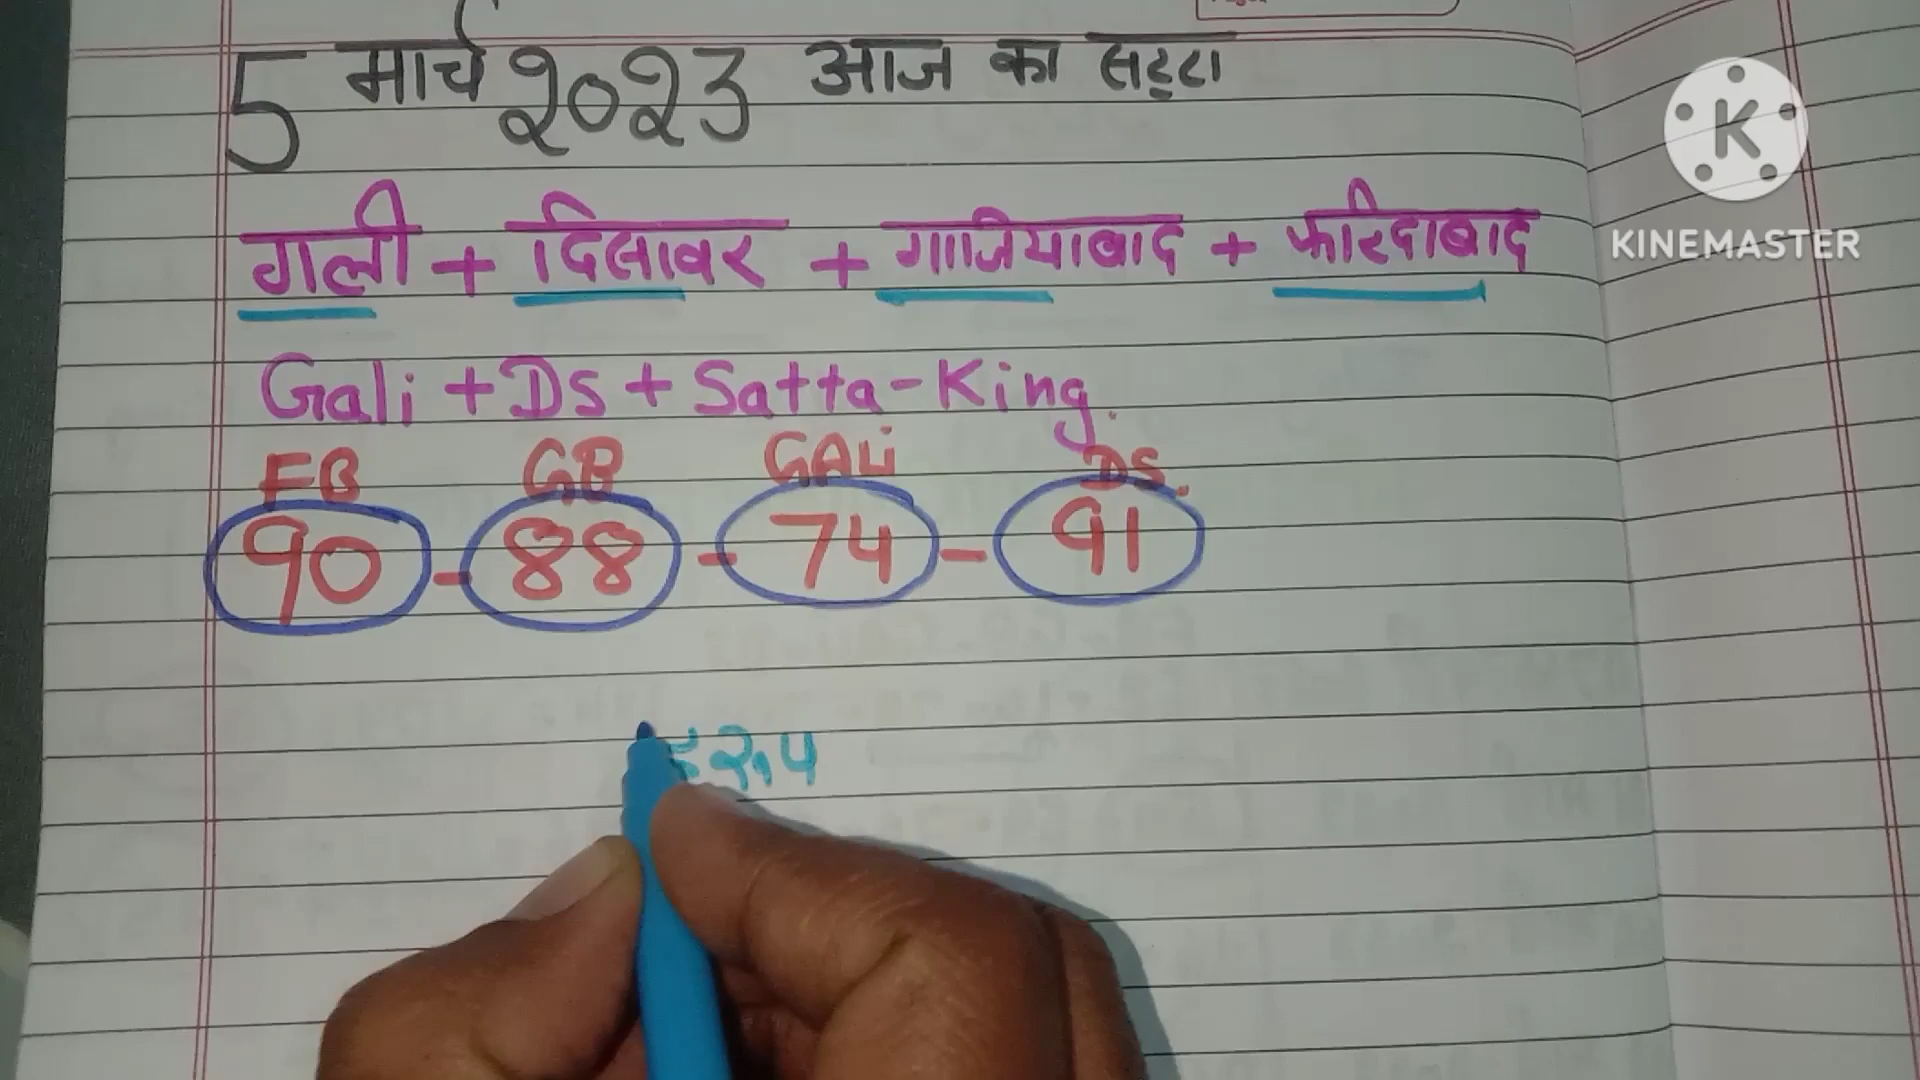 5 मार्च 2023 आज का सट्टा
KINEMASTER
गली + दिसावर + गाजियाबाद + फरिदाबाद
Gali + Ds + Satta-King.
FB GB GALi DS.
90 - 88 - 74 - 91